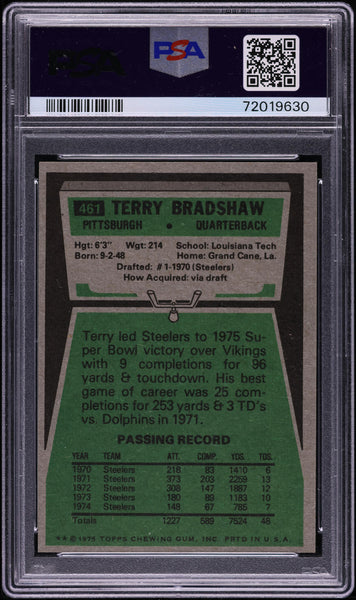 PSA
PSA
72019630
461 TERRY BRADSHAW
PITTSBURGH • QUARTERBACK
Hgt: 6'3" Wgt: 214 School: Louisiana Tech
Born: 9-2-48 Home: Grand Cane, La.
Drafted: #1-1970 (Steelers)
How Acquired: via draft
Terry led Steelers to 1975 Su-
per Bowl victory over Vikings
with 9 completions for 96
yards & touchdown. His best
game of career was 25 com-
pletions for 253 yards & 3 TD's
vs. Dolphins in 1971.
PASSING RECORD
YEAR TEAM ATT. COMP. YDS. TDS.
1970 Steelers 218 83 1410 6
1971 Steelers 373 203 2259 13
1972 Steelers 308 147 1887 12
1973 Steelers 180 89 1183 10
1974 Steelers 148 67 785 7
Totals 1227 589 7524 48
** © 1975 TOPPS CHEWING GUM, INC. PRTD IN U.S.A.